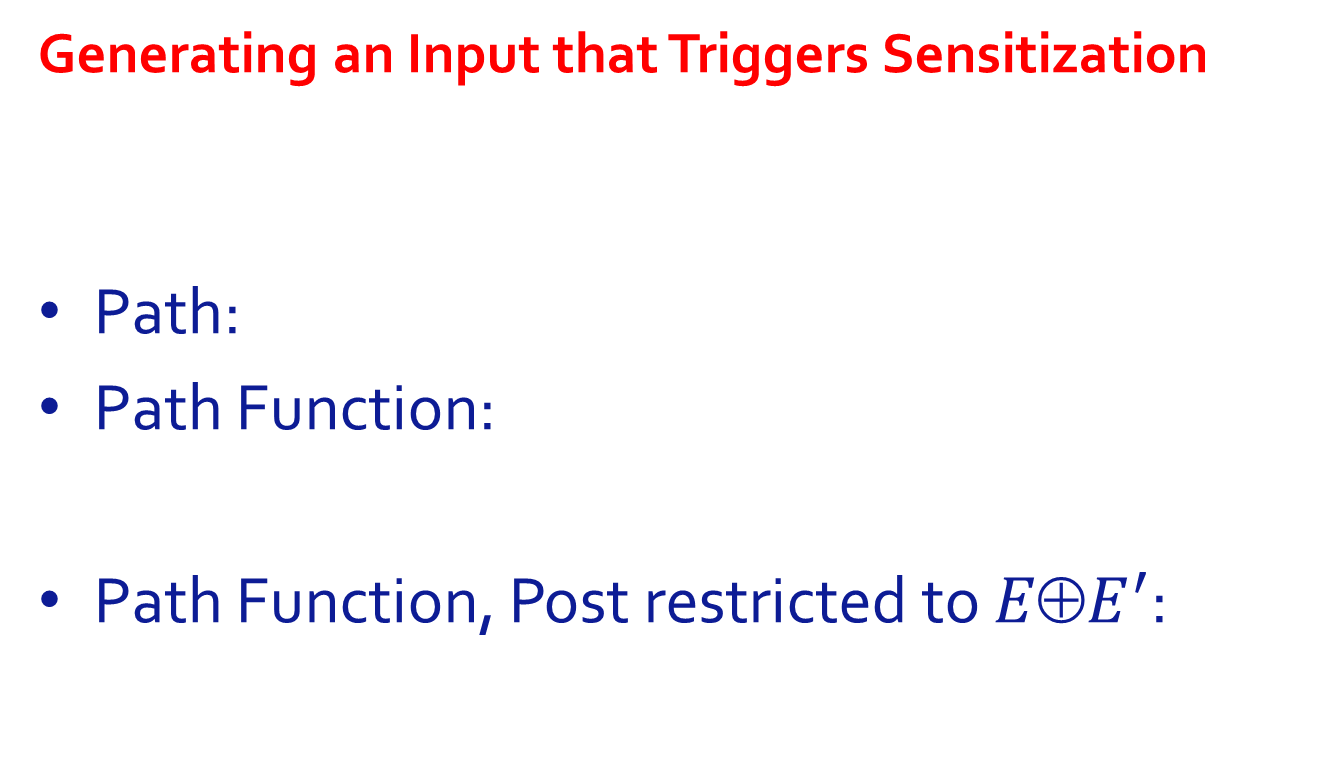 Generating an Input that Triggers Sensitization
• Path:
• Path Function:
• Path Function, Post restricted to 𝐸⨁𝐸′: